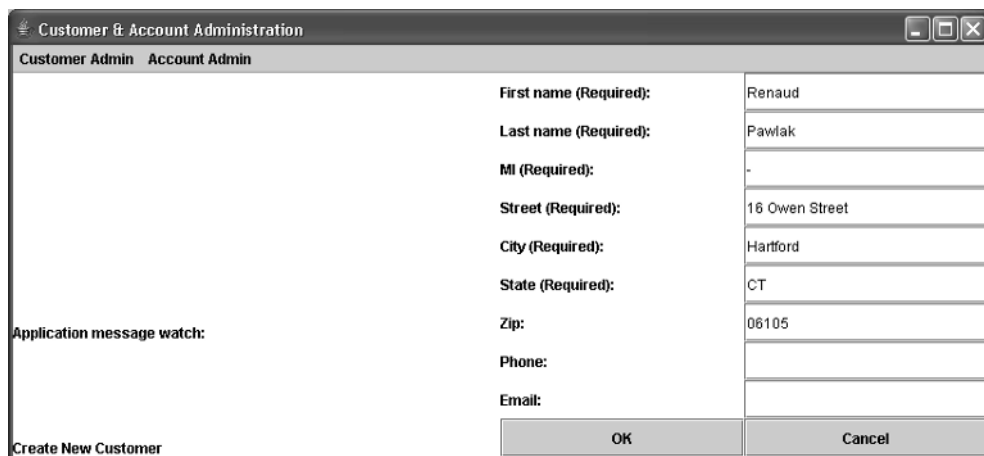 Customer & Account Administration
Customer Admin Account Admin
First name (Required): Renaud
Last name (Required): Pawlak
MI (Required): -
Street (Required): 16 Owen Street
City (Required): Hartford
State (Required): CT
Application message watch:
Zip: 06105
Phone:
Email:
Create New Customer
OK Cancel